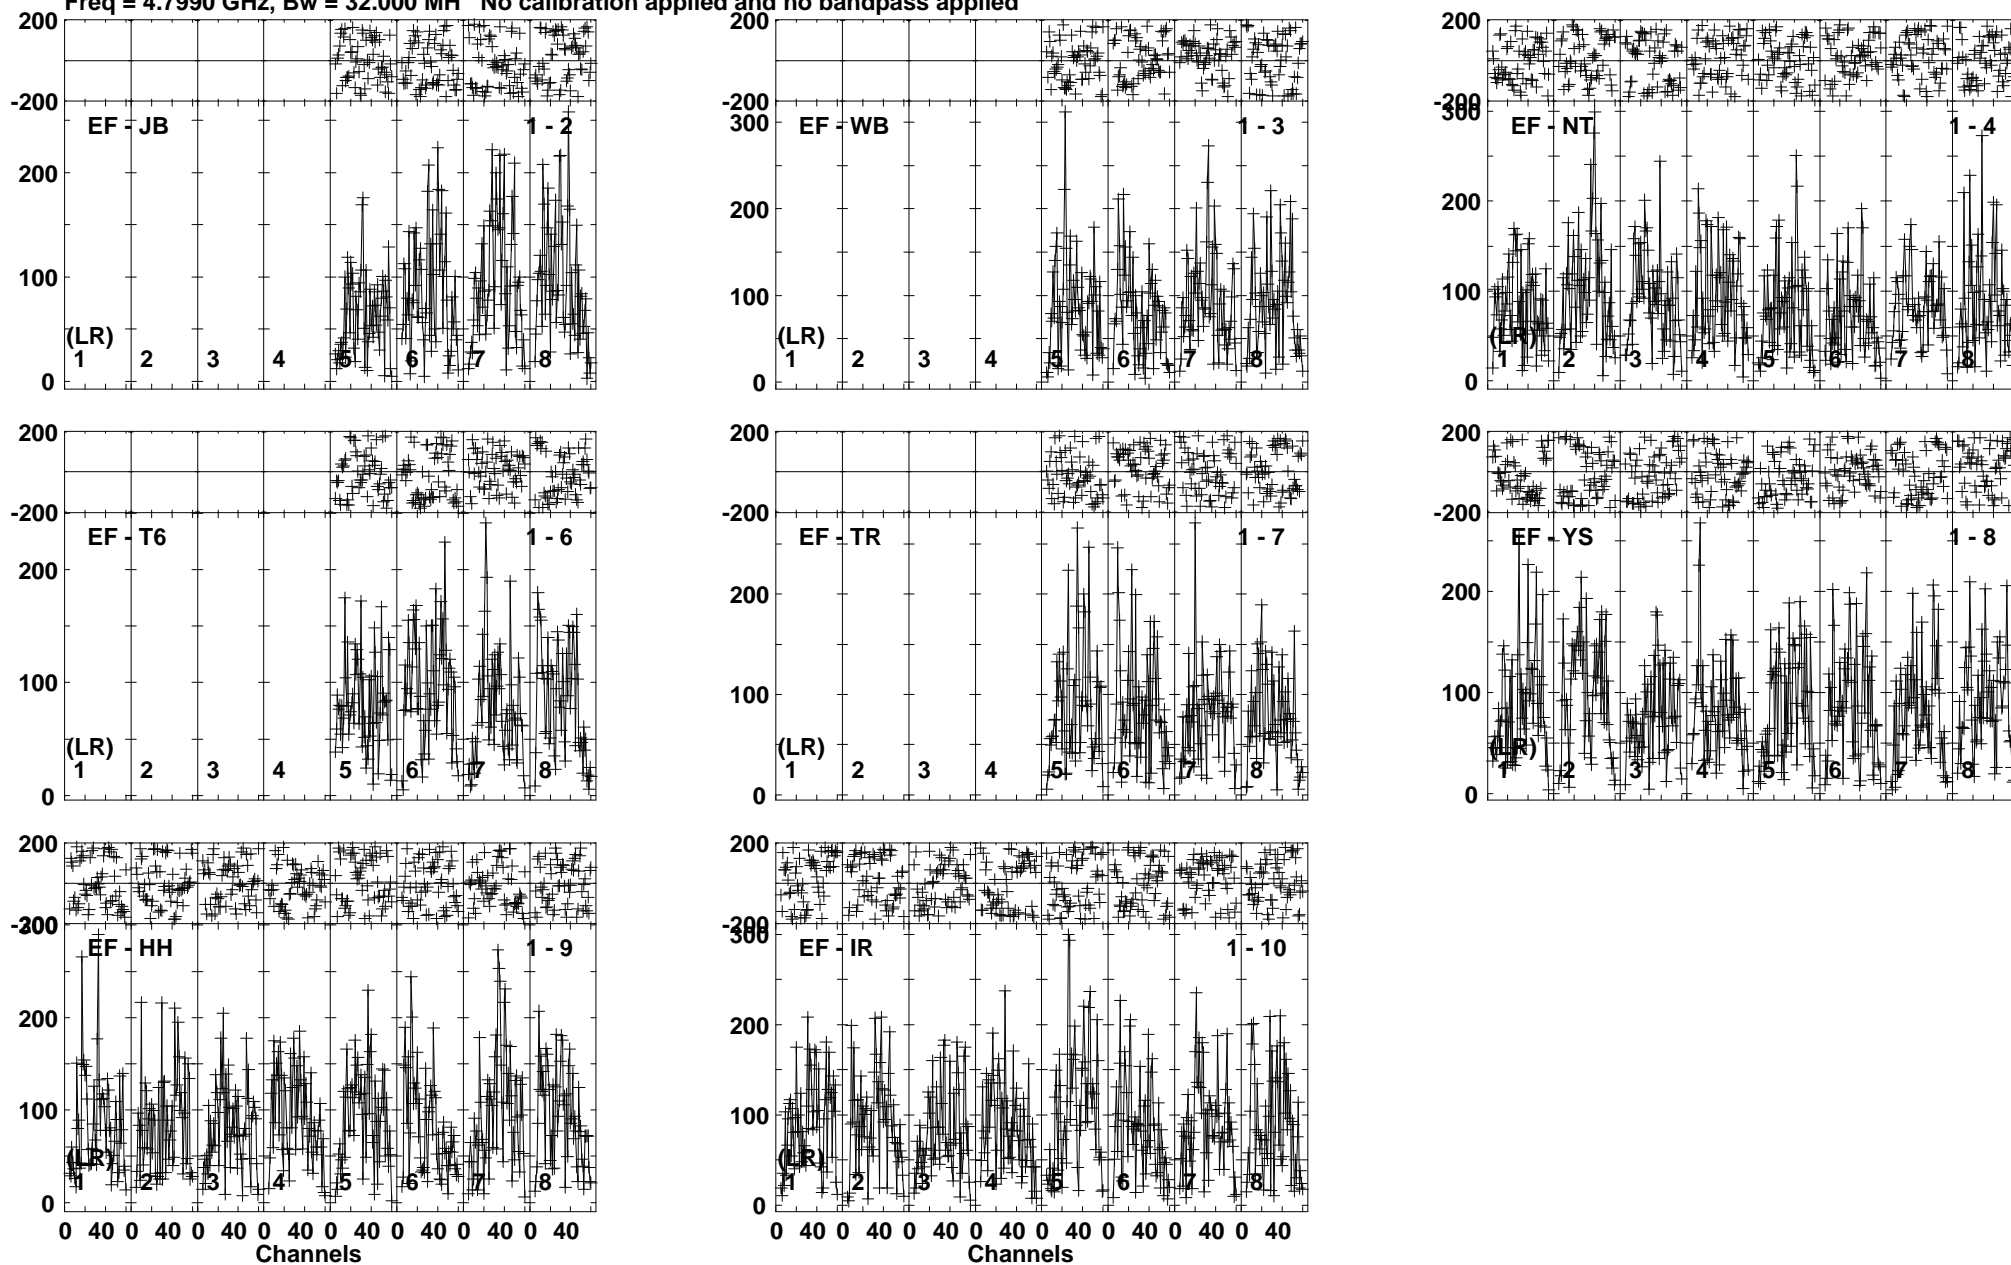 Freq = 4.7990 GHz, Bw = 32.000 MH No calibration applied and no bandpass applied
200
-200
EF - JB 1 - 2
200
100
0
(LR)
1 2 3 4 5 6 7 8
200
-200
EF - WB 1 - 3
300
200
100
0
(LR)
1 2 3 4 5 6 7 8
200
-200
300
EF - NT 1 - 4
200
100
0
(LR)
1 2 3 4 5 6 7 8
200
-200
EF - T6 1 - 6
200
100
0
(LR)
1 2 3 4 5 6 7 8
200
-200
EF - TR 1 - 7
200
100
0
(LR)
1 2 3 4 5 6 7 8
200
-200
EF - YS 1 - 8
200
100
0
(LR)
1 2 3 4 5 6 7 8
200
-200
300
EF - HH 1 - 9
200
100
0
(LR)
1 2 3 4 5 6 7 8
0 40 0 40 0 40 0 40 0 40 0 40 0 40 0 40
Channels
200
-200
300
EF - IR 1 - 10
200
100
0
(LR)
1 2 3 4 5 6 7 8
0 40 0 40 0 40 0 40 0 40 0 40 0 40 0 40
Channels